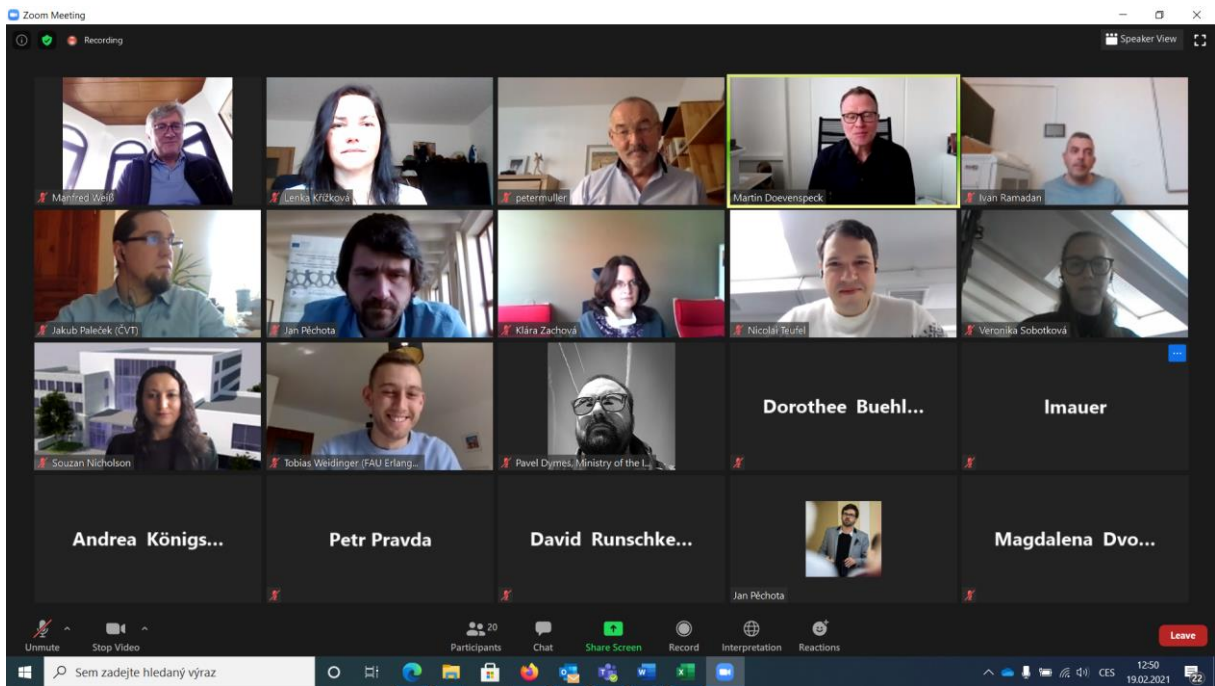 Zoom Meeting
Recording
Speaker View
Manfred Weiß
Lenka Křížková
petermuller
Martin Doevenspeck
Ivan Ramadan
Jakub Paleček (ČVT)
Jan Pěchota
Klára Zachová
Nicolai Teufel
Veronika Sobotková
Souzan Nicholson
Tobias Weidinger (FAU Erlang...
Pavel Dymes, Ministry of the I...
Dorothee Buehl...
lmauer
Andrea Königs...
Petr Pravda
David Runschke...
Jan Pěchota
Magdalena Dvo...
Unmute
Stop Video
Participants
20
Chat
Share Screen
Record
Interpretation
Reactions
Leave
Sem zadejte hledaný výraz
CES
12:50
19.02.2021
22